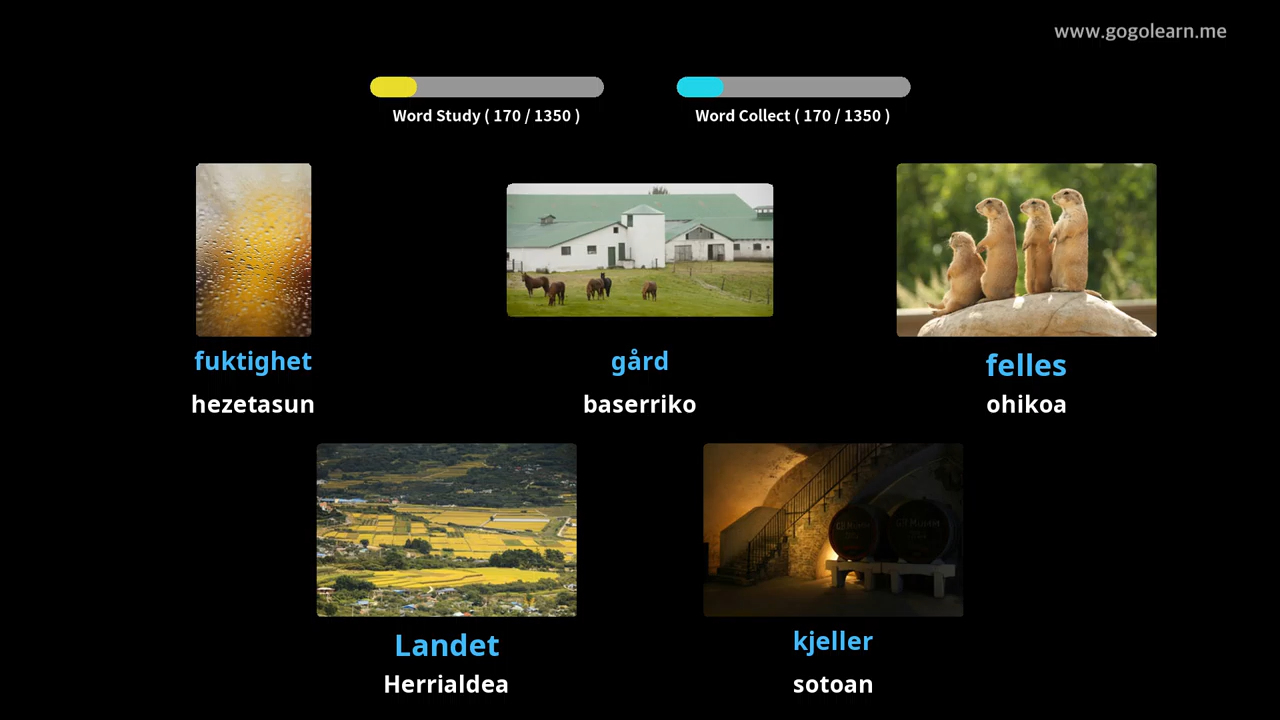 www.gogolearn.me
Word Study ( 170 / 1350 )
Word Collect ( 170 / 1350 )
fuktighet
gård
felles
hezetasun
baserriko
ohikoa
Landet
kjeller
Herrialdea
sotoan